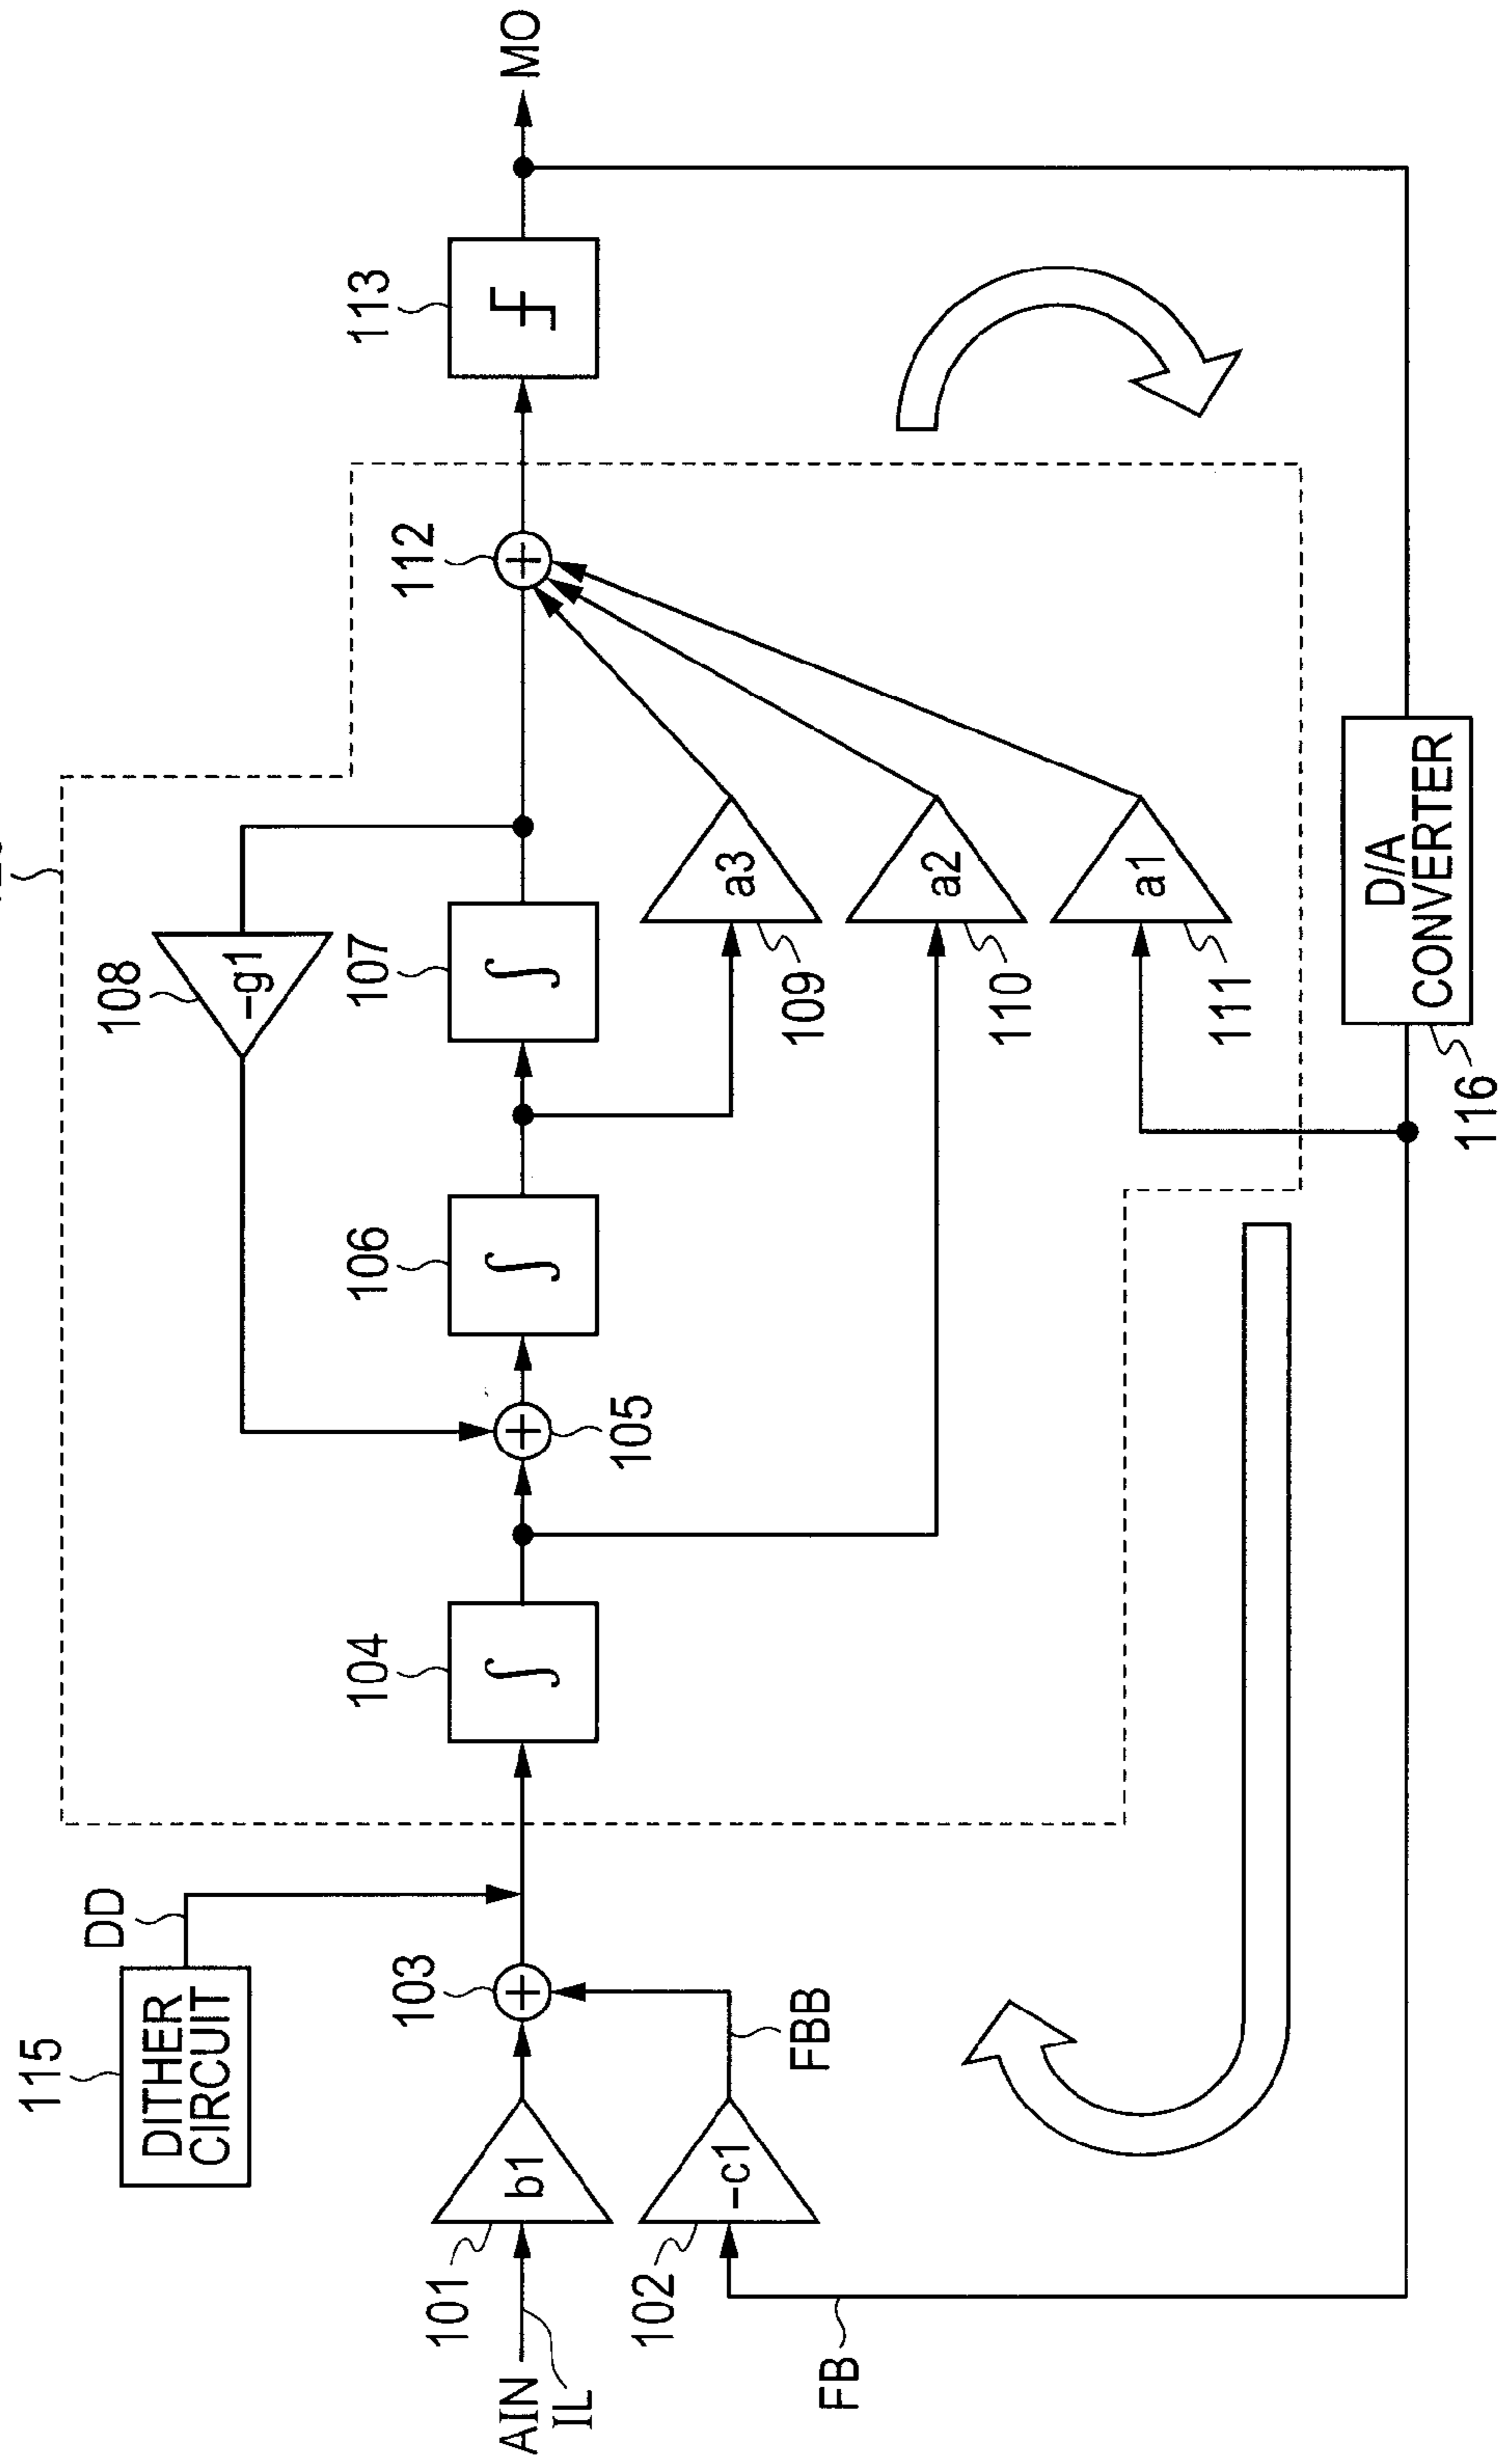 115
DITHER
CIRCUIT
DD
AIN
IL
101
b1
103
104
∫
105
106
∫
107
∫
108
-g1
112
113
MO
102
-c1
FBB
FB
a3
109
a2
110
a1
111
D/A
CONVERTER
116